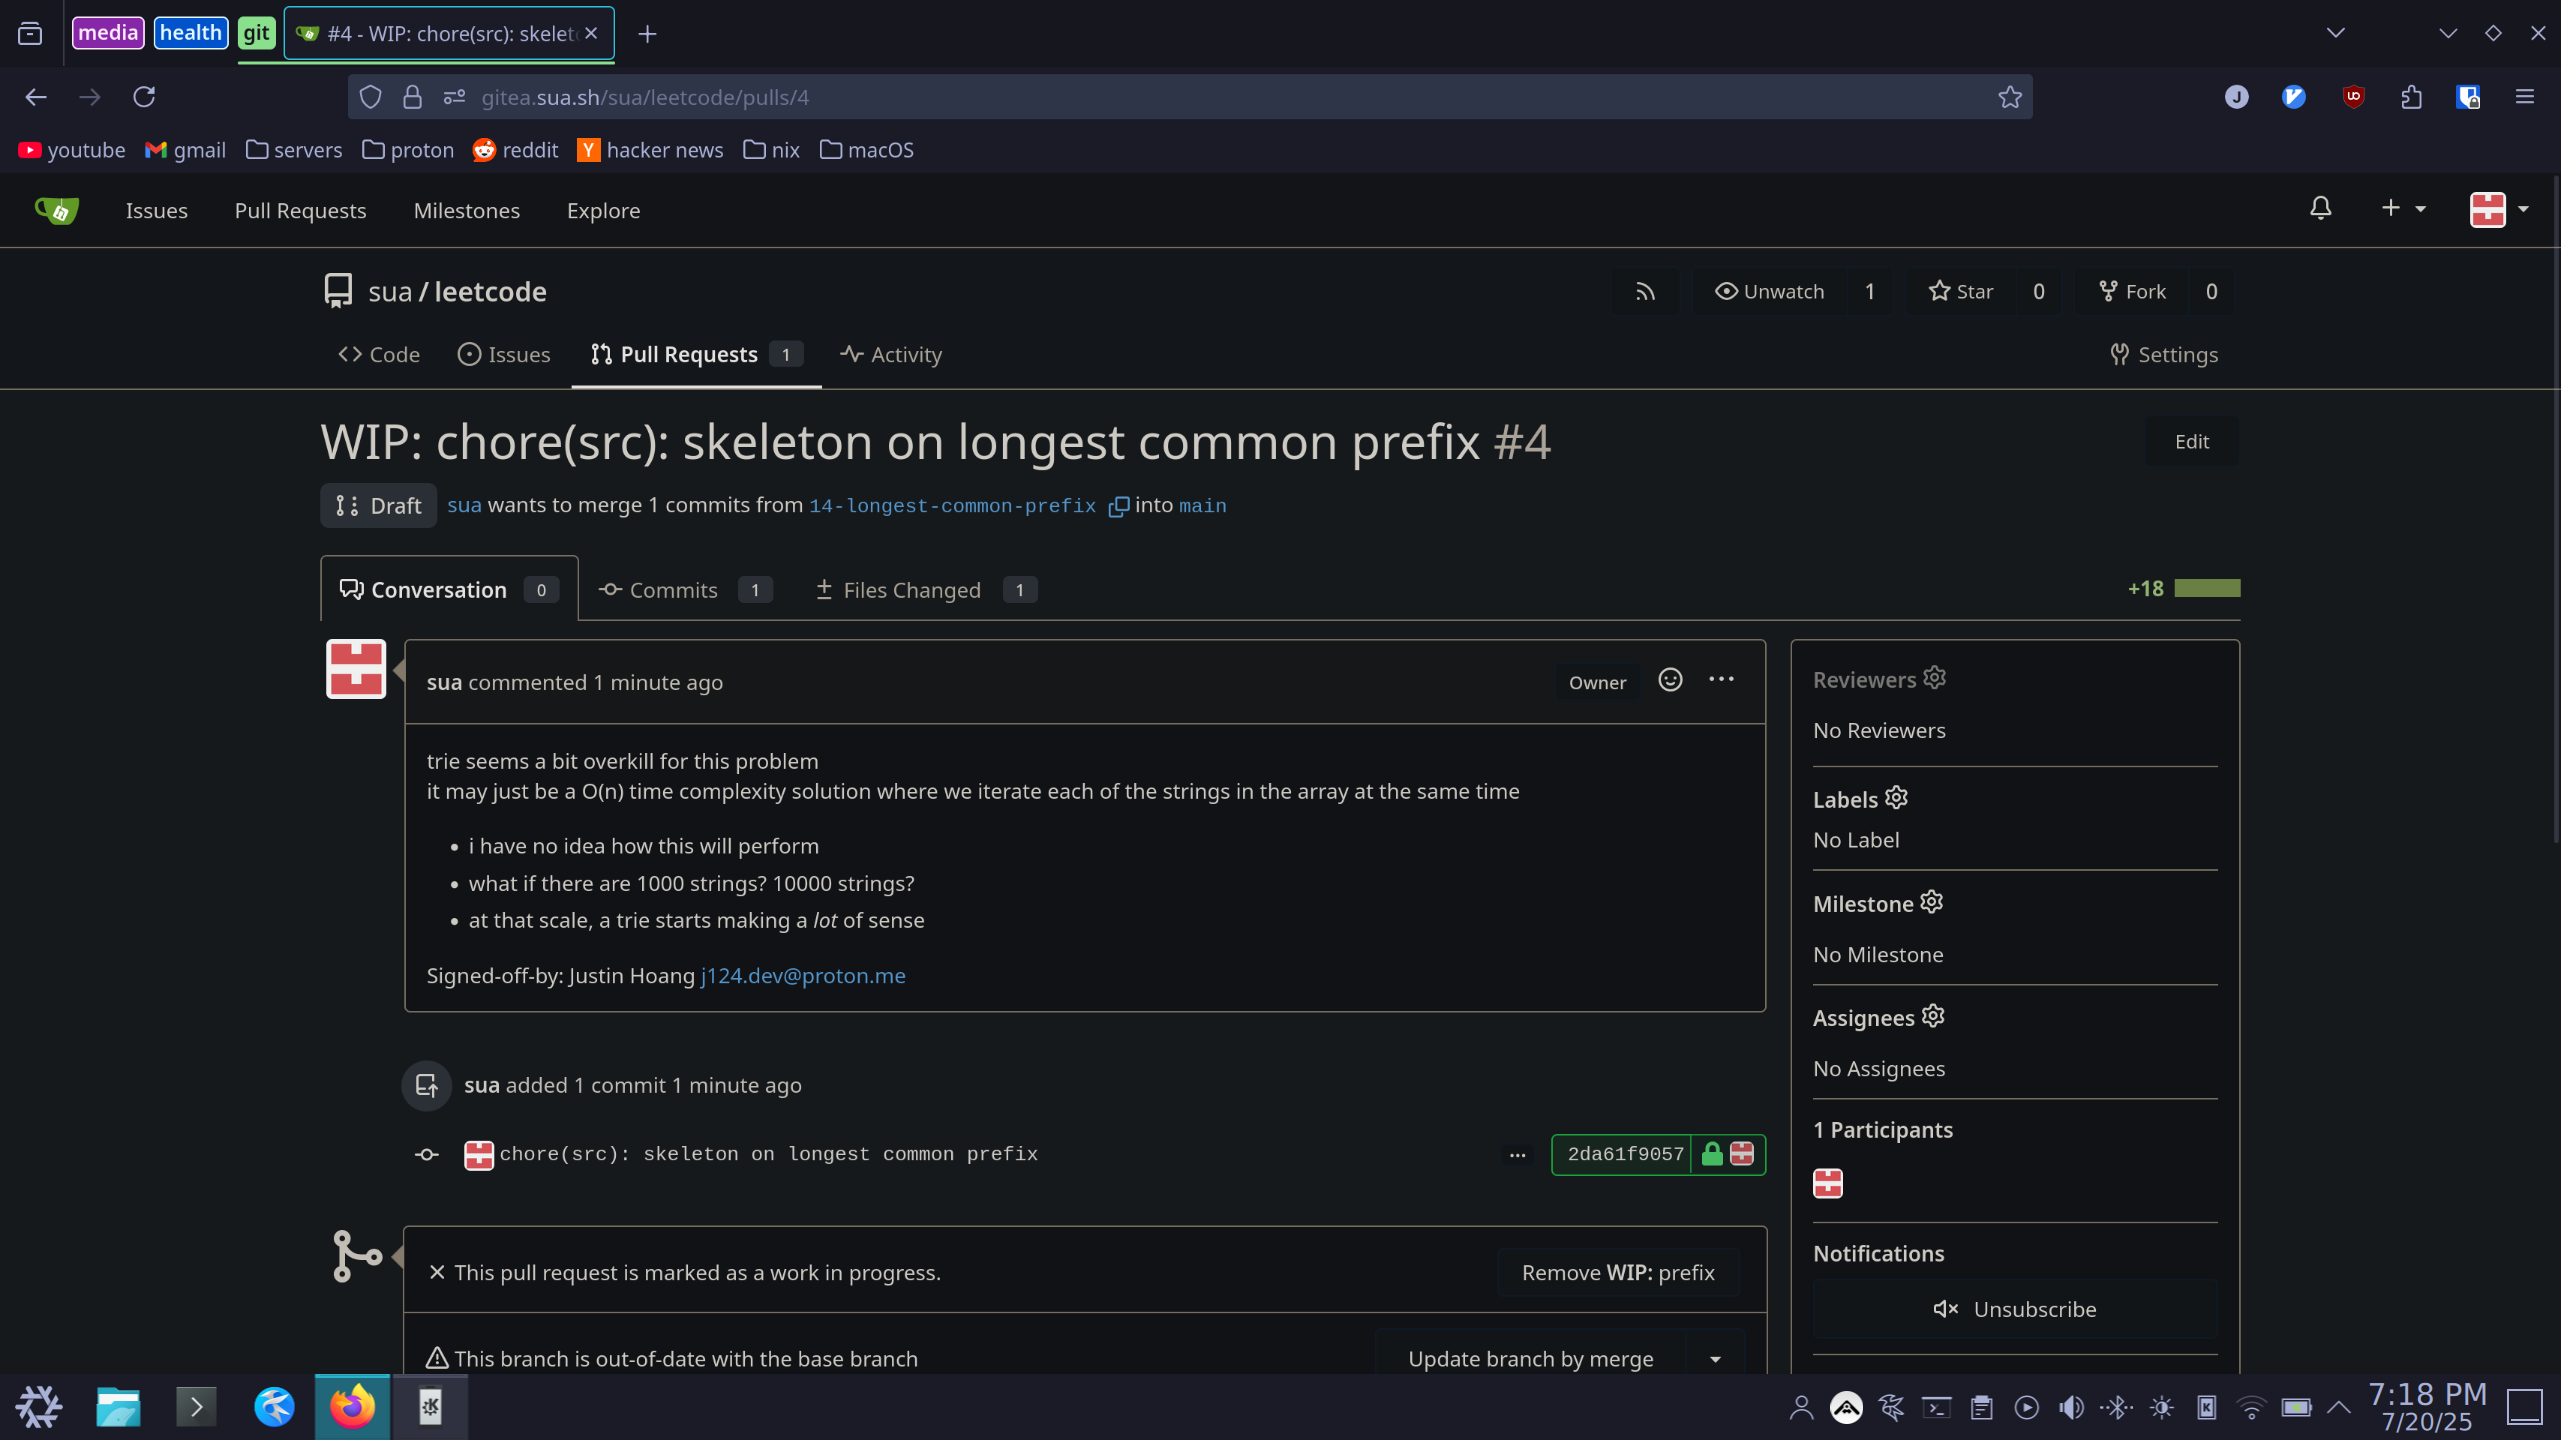 media health git #4 - WIP: chore(src): skelet
gitea.sua.sh/sua/leetcode/pulls/4
youtube gmail servers proton reddit hacker news nix macOS
Issues Pull Requests Milestones Explore
sua / leetcode
Unwatch 1 Star 0 Fork 0
Code Issues Pull Requests 1 Activity Settings
WIP: chore(src): skeleton on longest common prefix #4
Edit
Draft sua wants to merge 1 commits from 14-longest-common-prefix into main
Conversation 0 Commits 1 Files Changed 1 +18
sua commented 1 minute ago Owner
trie seems a bit overkill for this problem
it may just be a O(n) time complexity solution where we iterate each of the strings in the array at the same time
• i have no idea how this will perform
• what if there are 1000 strings? 10000 strings?
• at that scale, a trie starts making a lot of sense
Signed-off-by: Justin Hoang j124.dev@proton.me
sua added 1 commit 1 minute ago
chore(src): skeleton on longest common prefix ... 2da61f9057
This pull request is marked as a work in progress. Remove WIP: prefix
This branch is out-of-date with the base branch Update branch by merge
Reviewers
No Reviewers
Labels
No Label
Milestone
No Milestone
Assignees
No Assignees
1 Participants
Notifications
Unsubscribe
7:18 PM
7/20/25